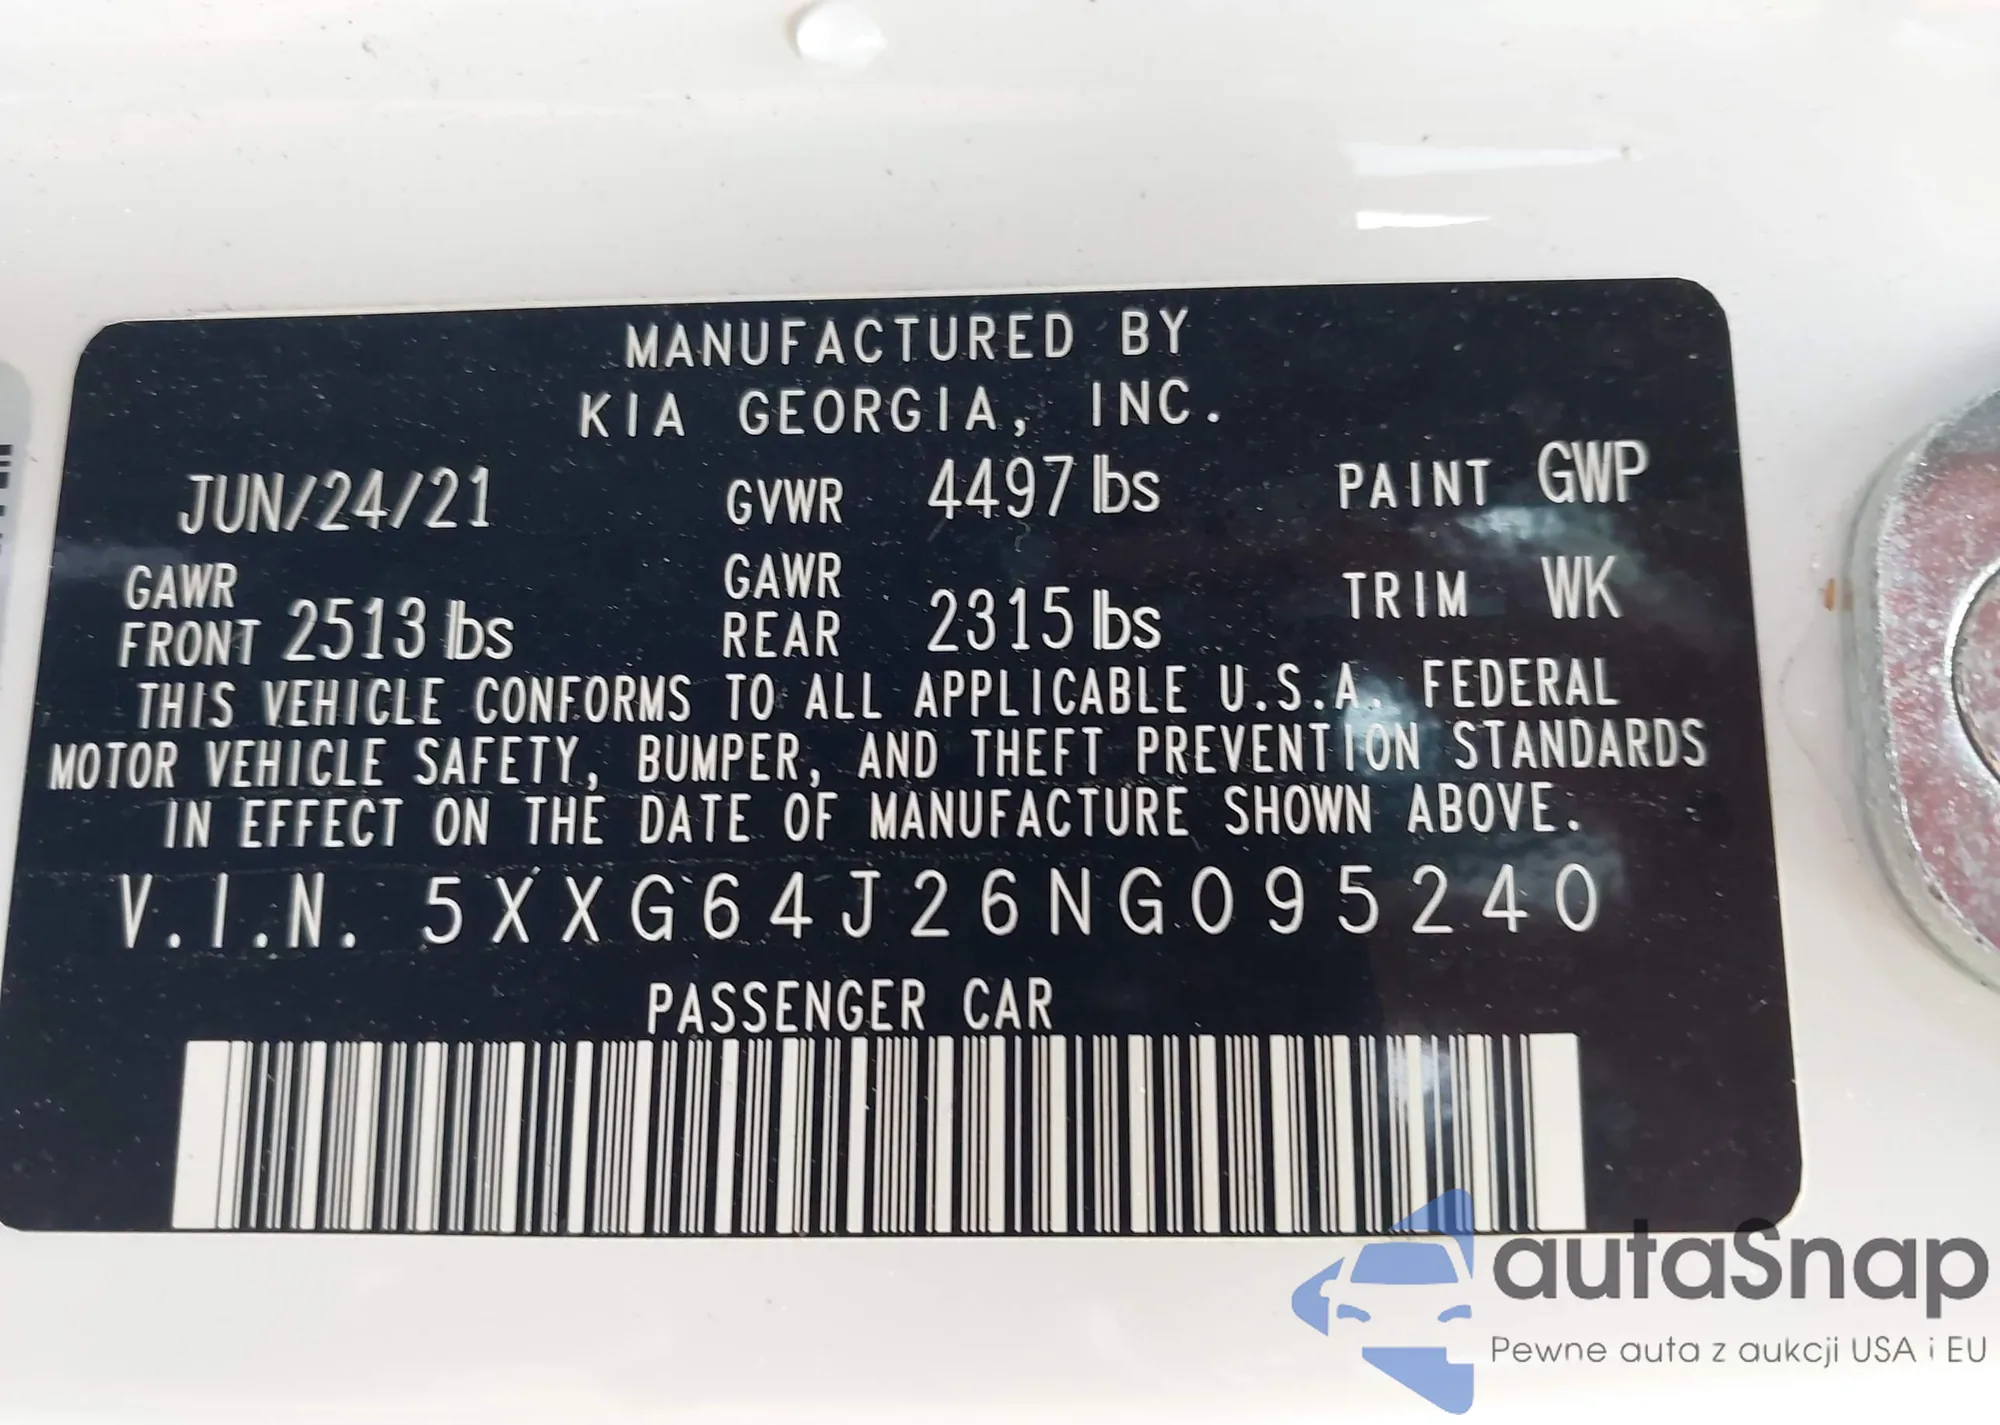 MANUFACTURED BY
KIA GEORGIA, INC.
JUN/24/21 GVWR 4497 lbs PAINT GWP
GAWR FRONT 2513 lbs GAWR REAR 2315 lbs TRIM WK
THIS VEHICLE CONFORMS TO ALL APPLICABLE U.S.A. FEDERAL
MOTOR VEHICLE SAFETY, BUMPER, AND THEFT PREVENTION STANDARDS
IN EFFECT ON THE DATE OF MANUFACTURE SHOWN ABOVE.
V.I.N. 5XXG64J26NG095240
PASSENGER CAR
autaSnap
Pewne auta z aukcji USA i EU